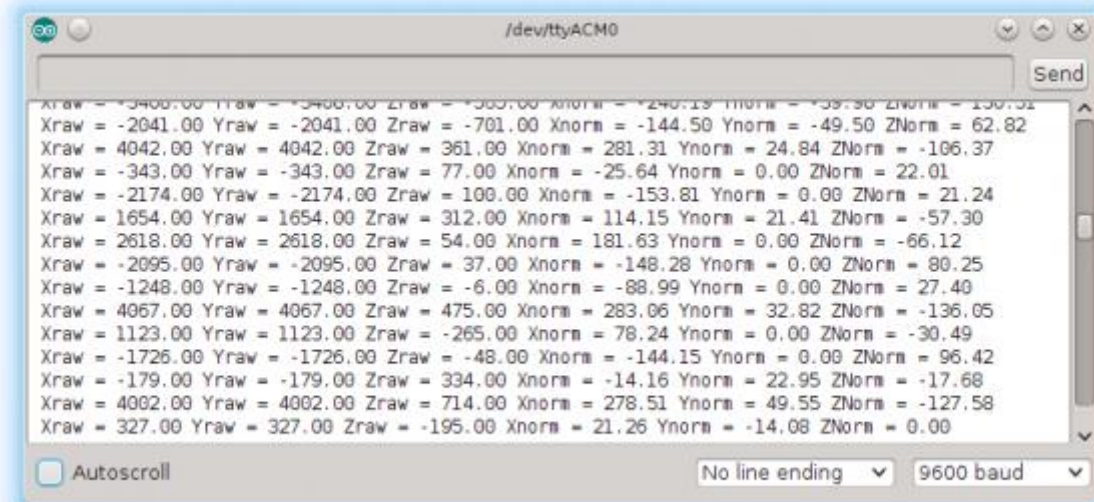 /dev/ttyACM0
Send
Xraw = -2041.00 Yraw = -2041.00 Zraw = -701.00 Xnorm = -144.50 Ynorm = -49.50 ZNorm = 62.82
Xraw = 4042.00 Yraw = 4042.00 Zraw = 361.00 Xnorm = 281.31 Ynorm = 24.84 ZNorm = -106.37
Xraw = -343.00 Yraw = -343.00 Zraw = 77.00 Xnorm = -25.64 Ynorm = 0.00 ZNorm = 22.01
Xraw = -2174.00 Yraw = -2174.00 Zraw = 100.00 Xnorm = -153.81 Ynorm = 0.00 ZNorm = 21.24
Xraw = 1654.00 Yraw = 1654.00 Zraw = 312.00 Xnorm = 114.15 Ynorm = 21.41 ZNorm = -57.30
Xraw = 2618.00 Yraw = 2618.00 Zraw = 54.00 Xnorm = 181.63 Ynorm = 0.00 ZNorm = -66.12
Xraw = -2095.00 Yraw = -2095.00 Zraw = 37.00 Xnorm = -148.28 Ynorm = 0.00 ZNorm = 80.25
Xraw = -1248.00 Yraw = -1248.00 Zraw = -6.00 Xnorm = -88.99 Ynorm = 0.00 ZNorm = 27.40
Xraw = 4067.00 Yraw = 4067.00 Zraw = 475.00 Xnorm = 283.06 Ynorm = 32.82 ZNorm = -136.05
Xraw = 1123.00 Yraw = 1123.00 Zraw = -265.00 Xnorm = 78.24 Ynorm = 0.00 ZNorm = -30.49
Xraw = -1726.00 Yraw = -1726.00 Zraw = -48.00 Xnorm = -144.15 Ynorm = 0.00 ZNorm = 96.42
Xraw = -179.00 Yraw = -179.00 Zraw = 334.00 Xnorm = -14.16 Ynorm = 22.95 ZNorm = -17.68
Xraw = 4002.00 Yraw = 4002.00 Zraw = 714.00 Xnorm = 278.51 Ynorm = 49.55 ZNorm = -127.58
Xraw = 327.00 Yraw = 327.00 Zraw = -195.00 Xnorm = 21.26 Ynorm = -14.08 ZNorm = 0.00
Autoscroll No line ending 9600 baud